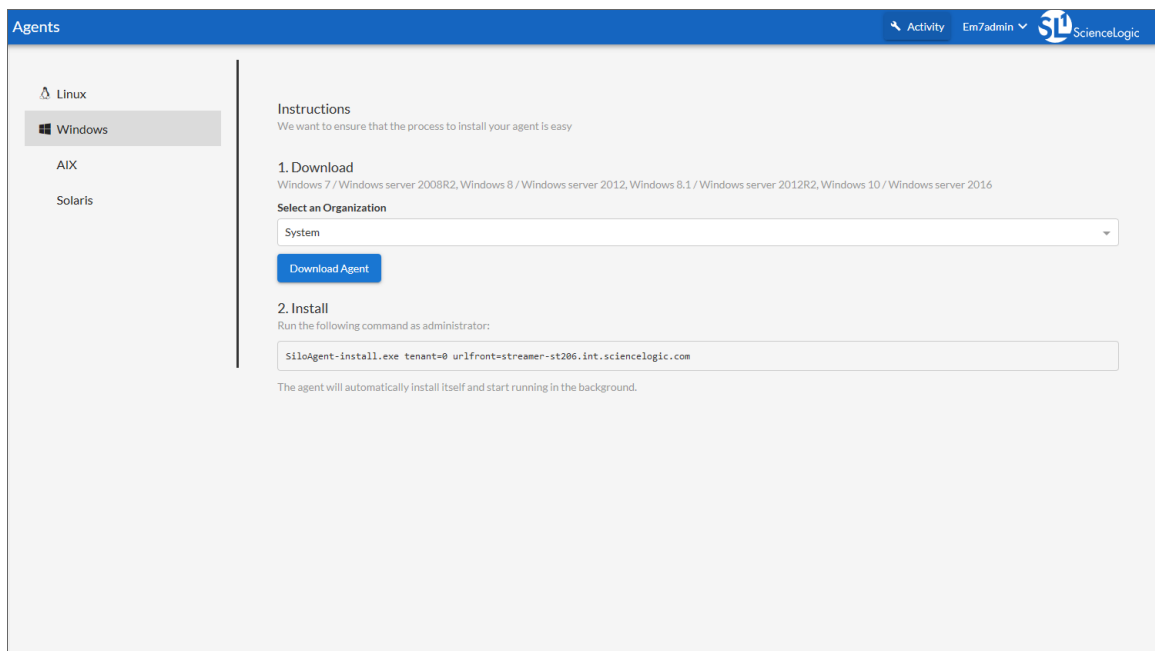 Agents
Activity
Em7admin
SL1 ScienceLogic
Linux
Windows
AIX
Solaris
Instructions
We want to ensure that the process to install your agent is easy
1. Download
Windows 7 / Windows server 2008R2, Windows 8 / Windows server 2012, Windows 8.1 / Windows server 2012R2, Windows 10 / Windows server 2016
Select an Organization
System
Download Agent
2. Install
Run the following command as administrator:
SiloAgent-install.exe tenant=0 urlfront=streamer-st206.int.sciencelogic.com
The agent will automatically install itself and start running in the background.